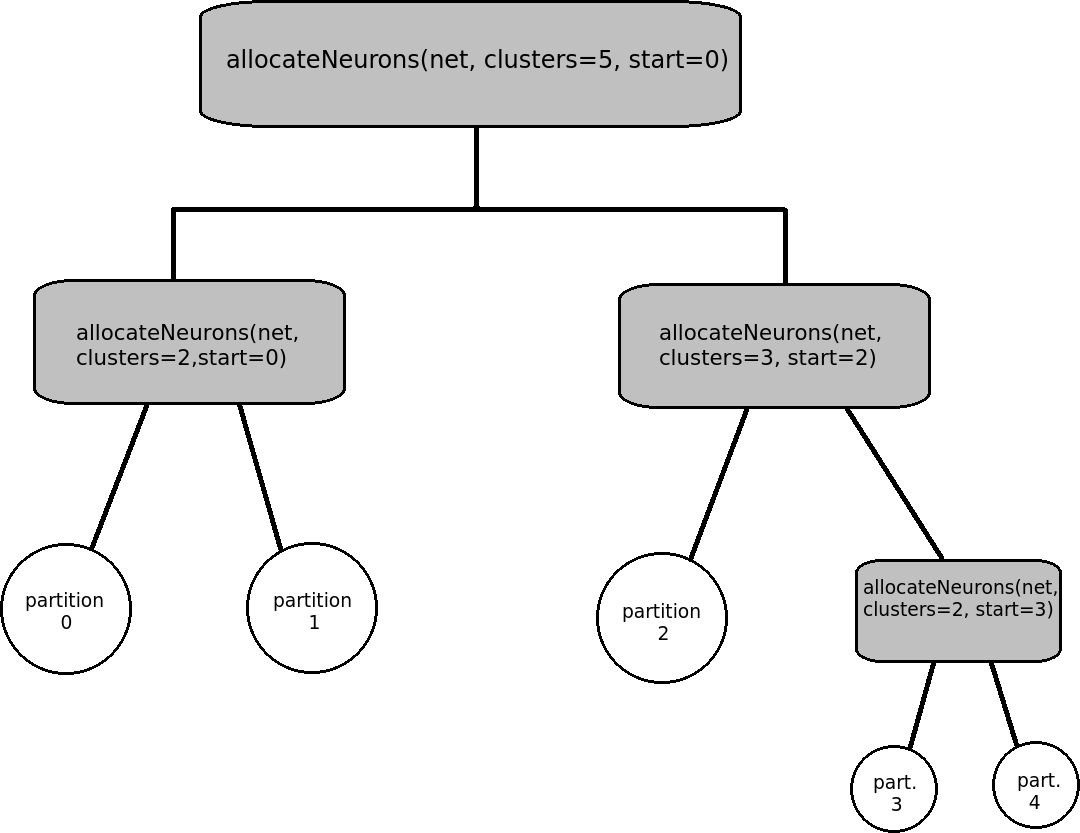 allocateNeurons(net, clusters=5, start=0)
allocateNeurons(net,
clusters=2,start=0)
allocateNeurons(net,
clusters=3, start=2)
partition
0
partition
1
partition
2
allocateNeurons(net,
clusters=2, start=3)
part.
3
part.
4